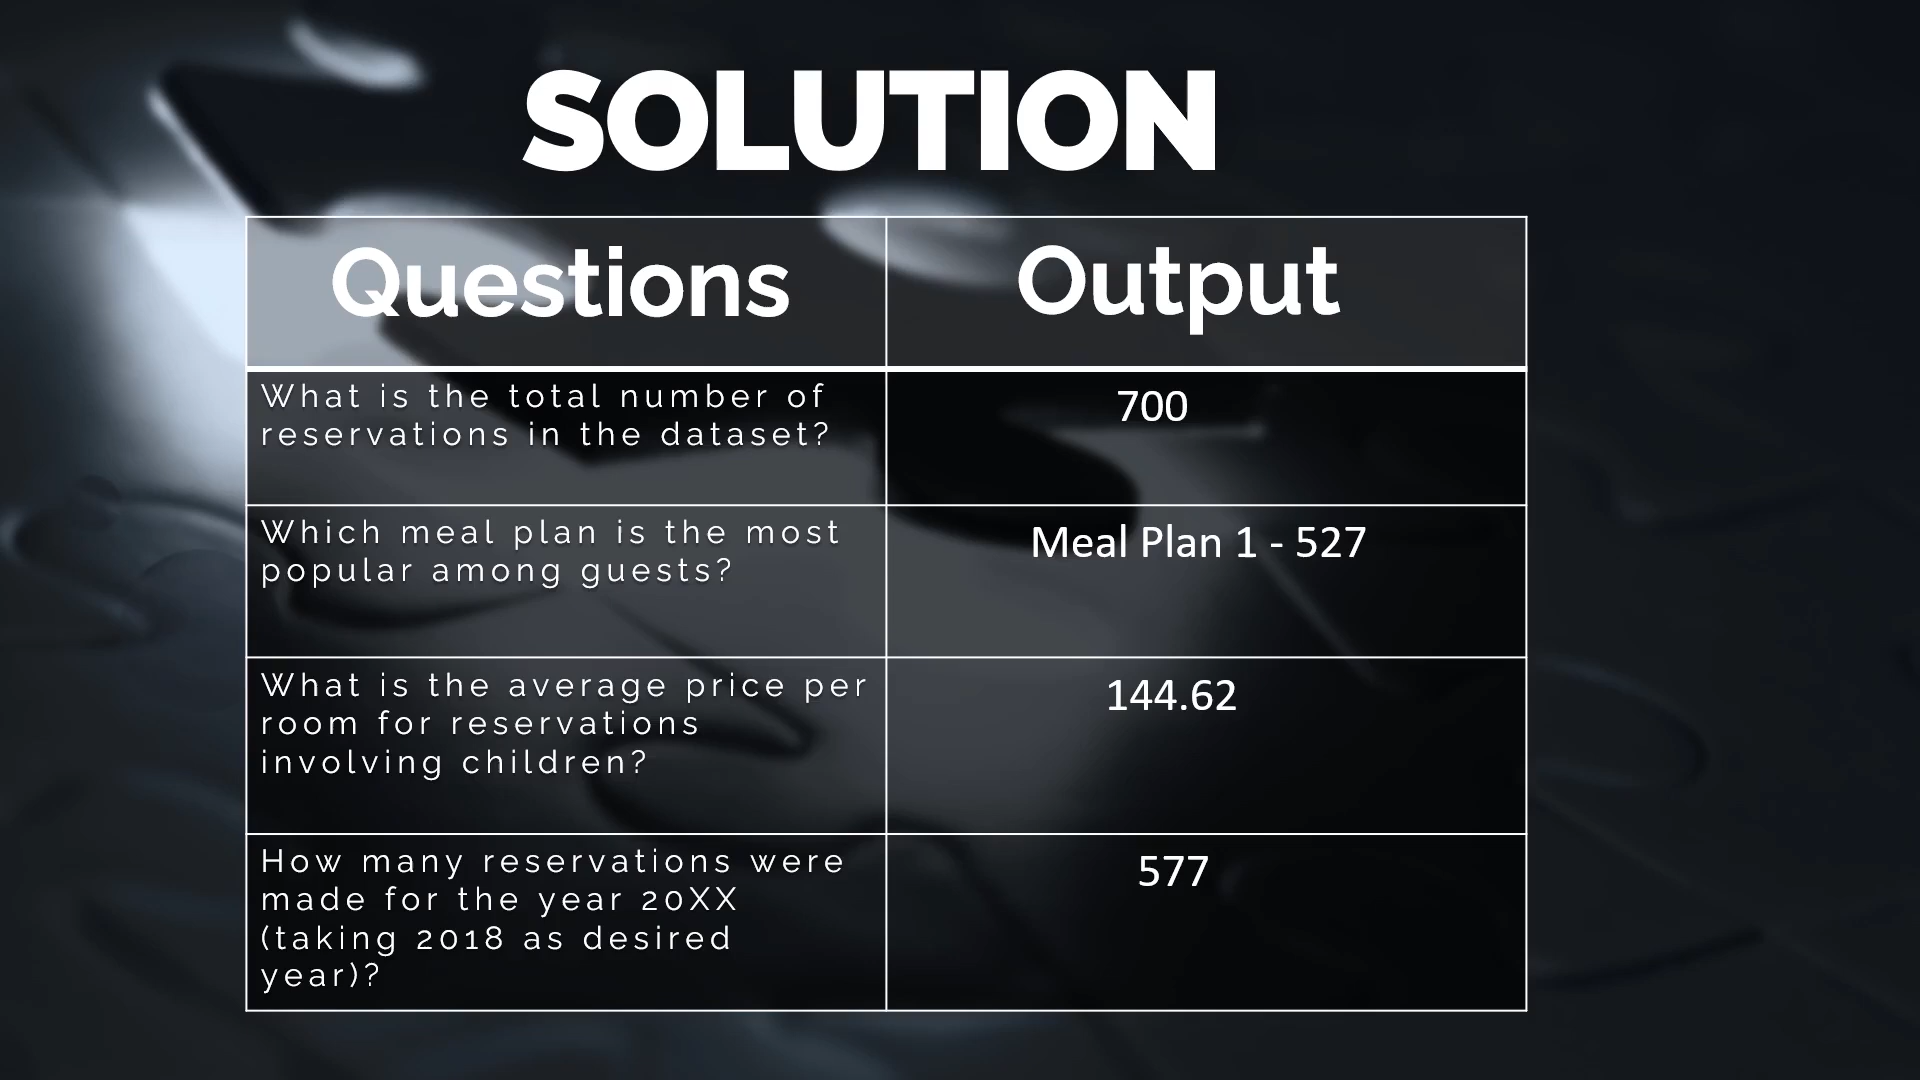 SOLUTION
Questions
Output
What is the total number of
reservations in the dataset?
700
Which meal plan is the most
popular among guests?
Meal Plan 1 - 527
What is the average price per
room for reservations
involving children?
144.62
How many reservations were
made for the year 20XX
(taking 2018 as desired
year)?
577